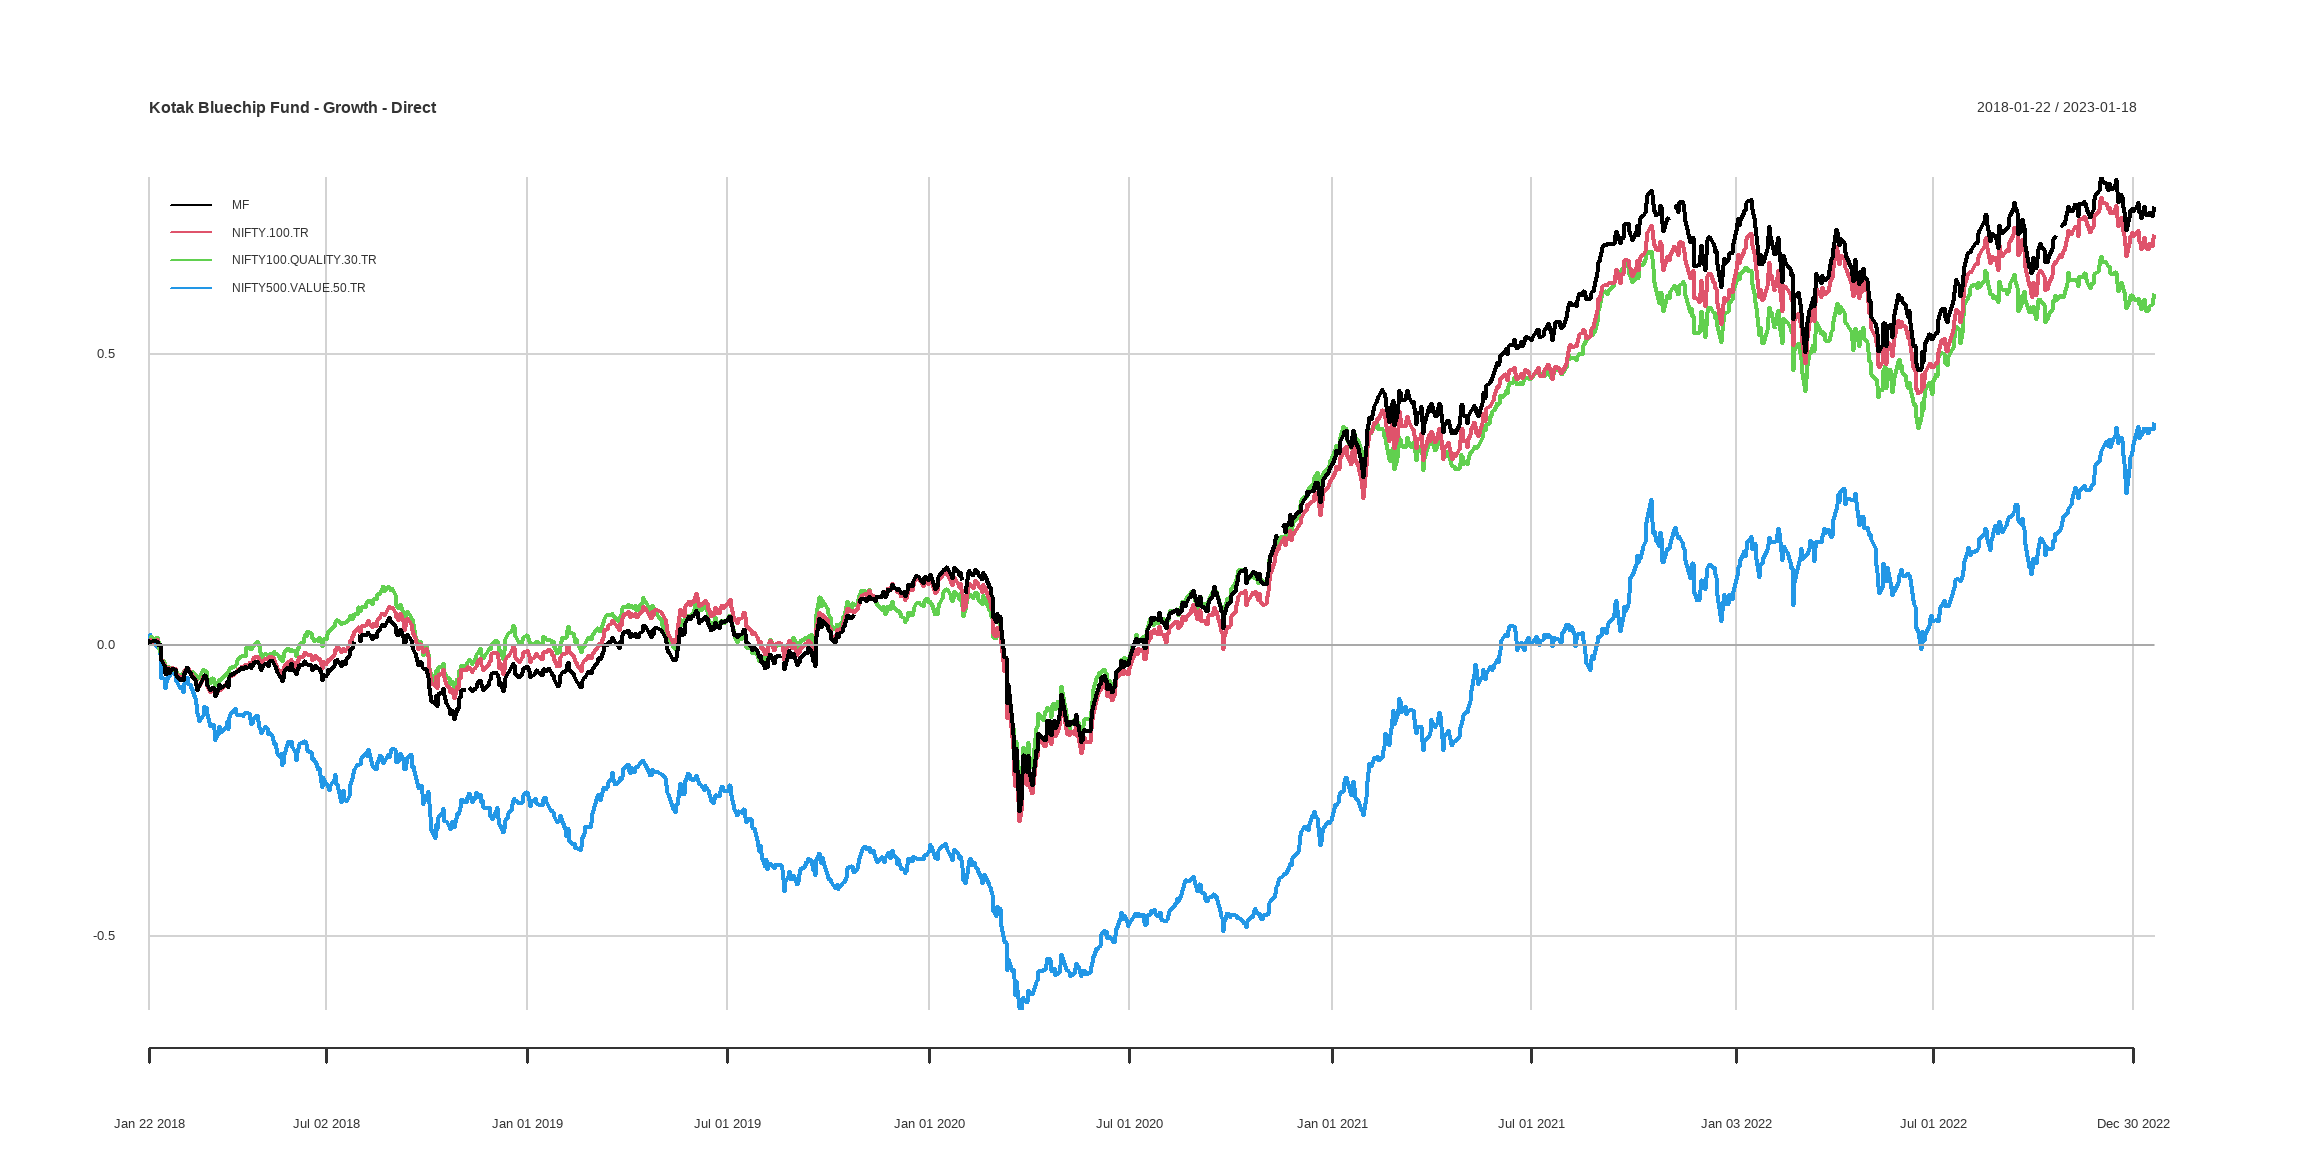 Kotak Bluechip Fund - Growth - Direct
2018-01-22 / 2023-01-18
MF
NIFTY.100.TR
NIFTY100.QUALITY.30.TR
NIFTY500.VALUE.50.TR
0.5
0.0
-0.5
Jan 22 2018 Jul 02 2018 Jan 01 2019 Jul 01 2019 Jan 01 2020 Jul 01 2020 Jan 01 2021 Jul 01 2021 Jan 03 2022 Jul 01 2022 Dec 30 2022